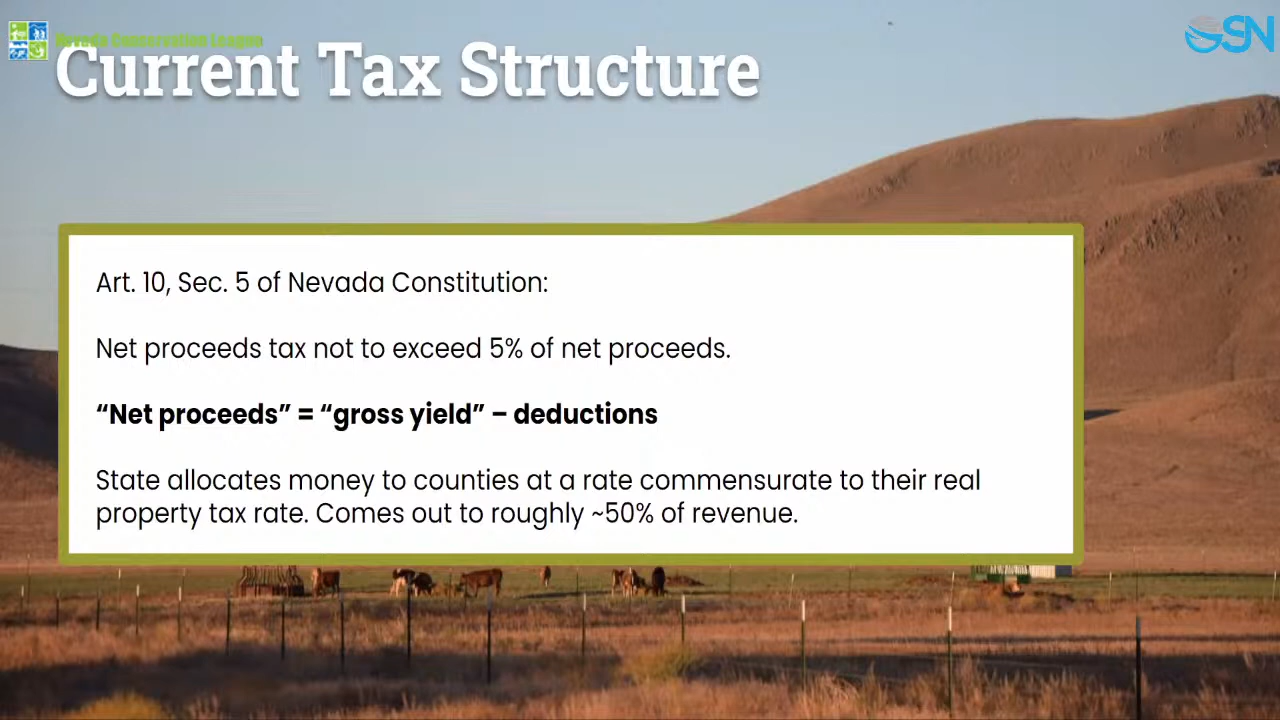 Nevada Conservation League
GSN
Current Tax Structure
Art. 10, Sec. 5 of Nevada Constitution:
Net proceeds tax not to exceed 5% of net proceeds.
“Net proceeds” = “gross yield” – deductions
State allocates money to counties at a rate commensurate to their real
property tax rate. Comes out to roughly ~50% of revenue.